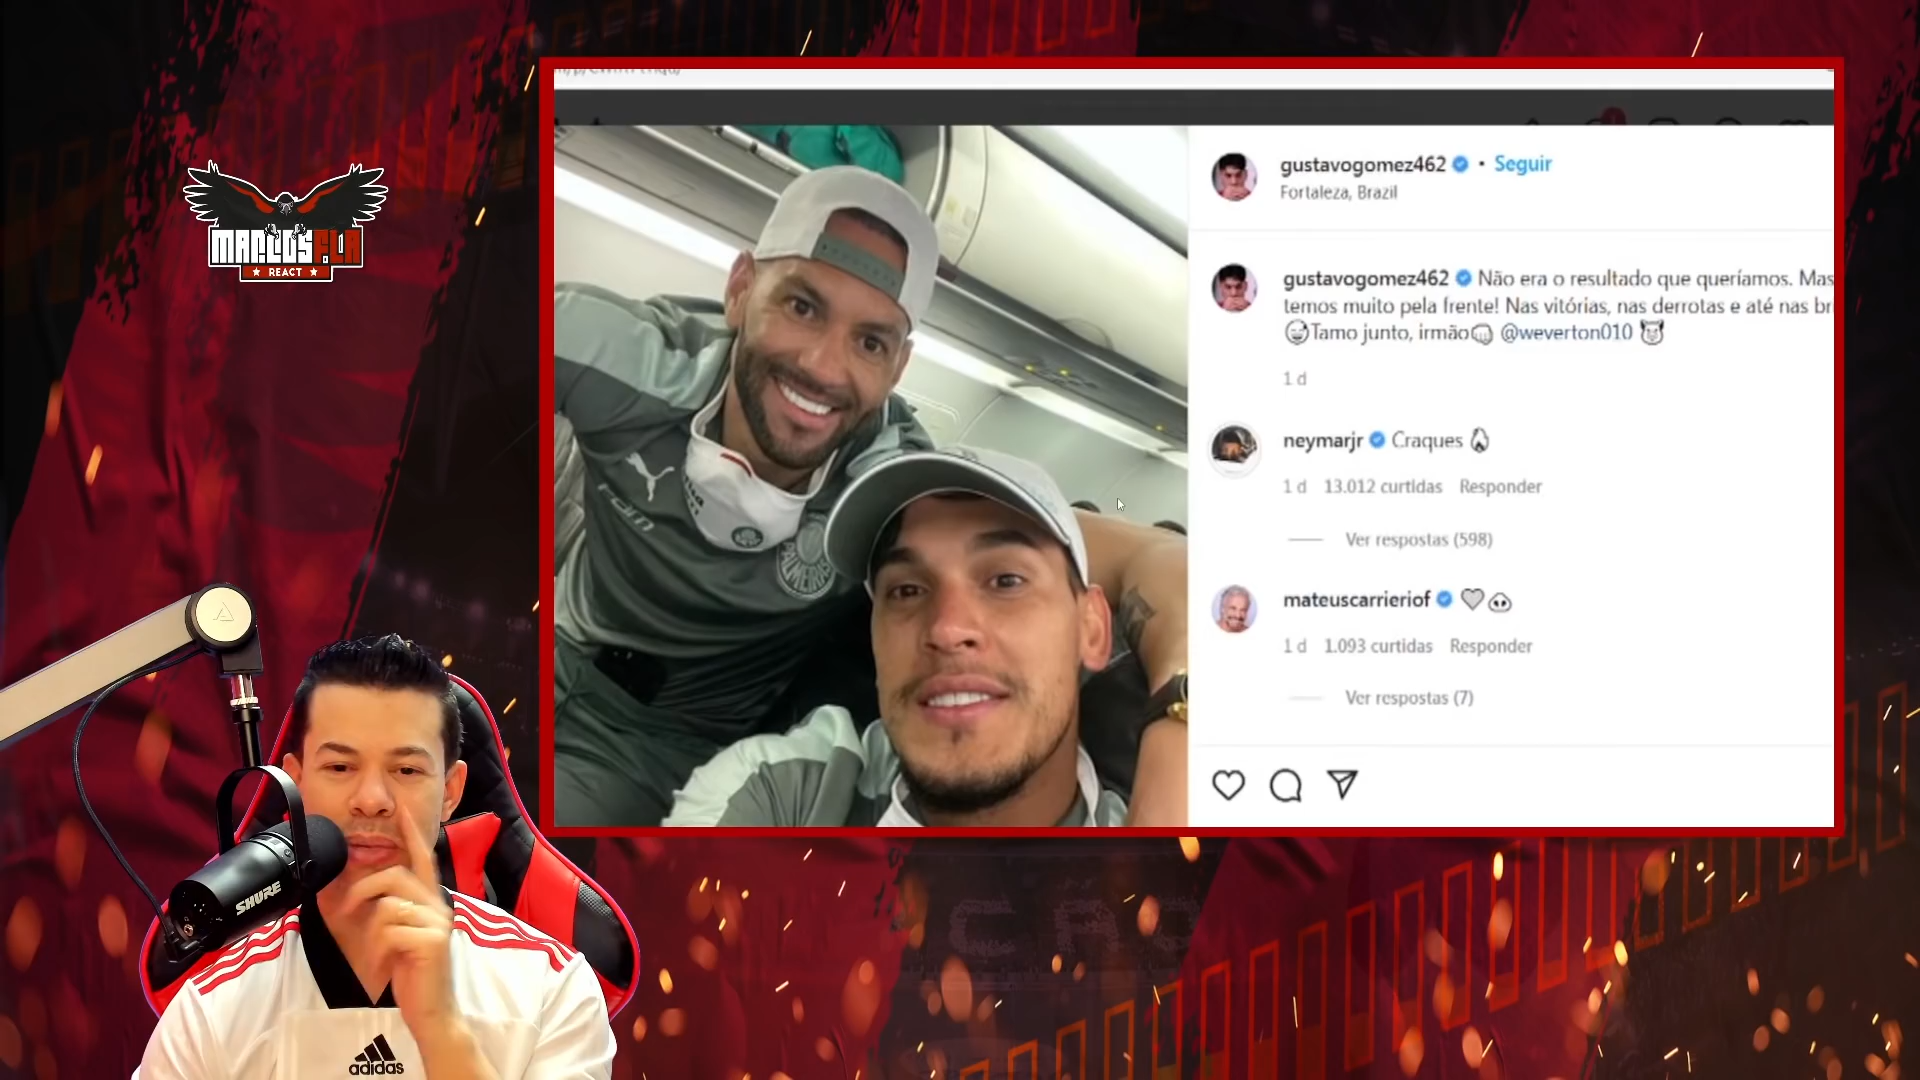 MARCOS FLA
REACT
gustavogomez462 • Seguir
Fortaleza, Brazil
gustavogomez462 Não era o resultado que queríamos. Mas
temos muito pela frente! Nas vitórias, nas derrotas e até nas br
Tamo junto, irmão @weverton010
1 d
neymarjr Craques
1 d 13.012 curtidas Responder
Ver respostas (598)
mateuscarrieriof
1 d 1.093 curtidas Responder
Ver respostas (7)
FAM
PALMEIRAS
SHURE
adidas